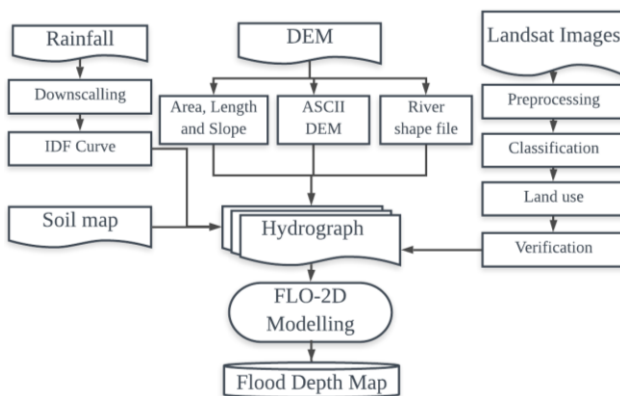 Rainfall
Downscalling
IDF Curve
Soil map
DEM
Area, Length
and Slope
ASCII
DEM
River
shape file
Landsat Images
Preprocessing
Classification
Land use
Verification
Hydrograph
FLO-2D
Modelling
Flood Depth Map